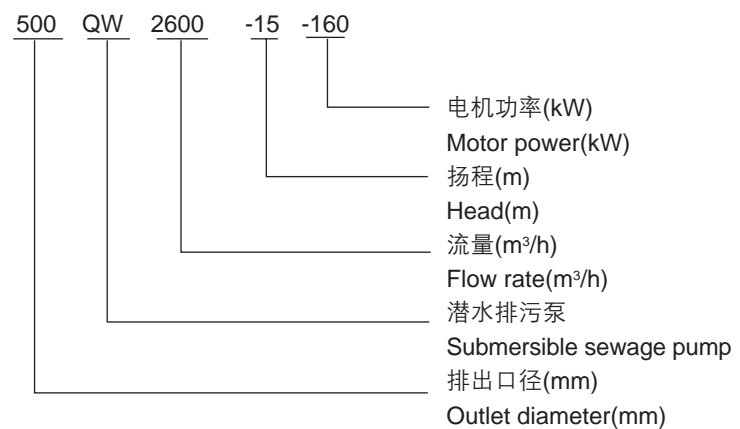 500 QW 2600 -15 -160
电机功率(kW)
Motor power(kW)
扬程(m)
Head(m)
流量(m³/h)
Flow rate(m³/h)
潜水排污泵
Submersible sewage pump
排出口径(mm)
Outlet diameter(mm)